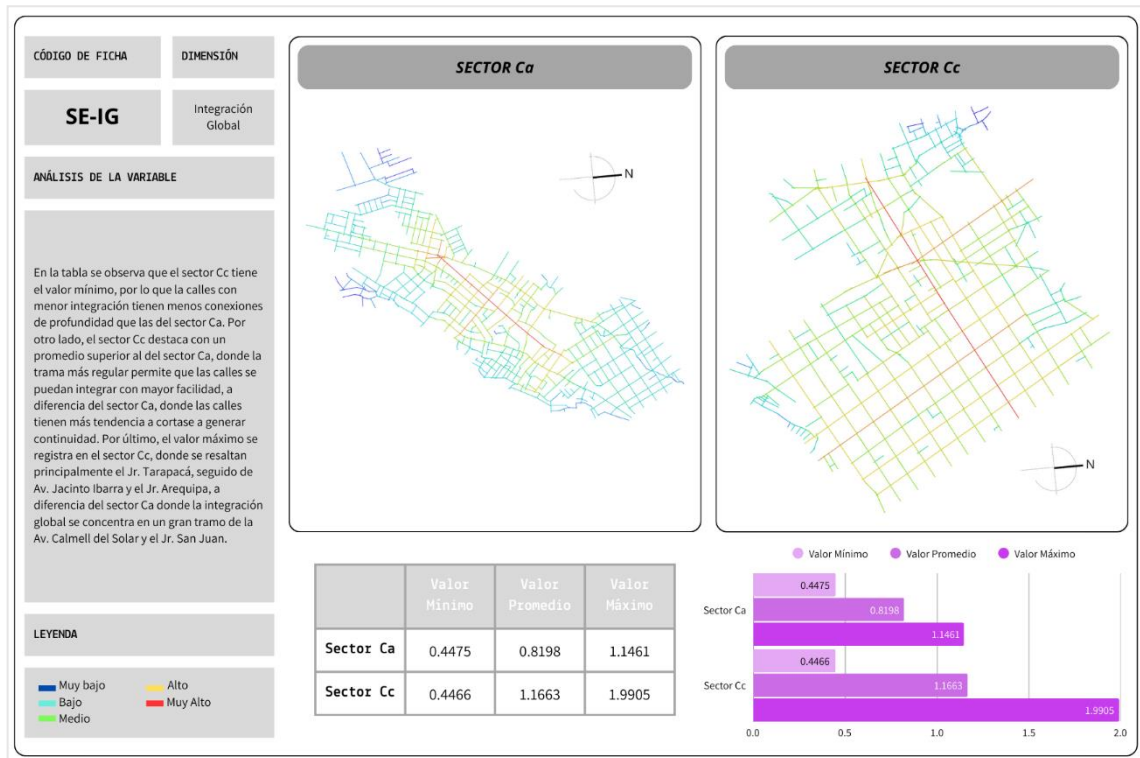 CÓDIGO DE FICHA
DIMENSIÓN
SE-IG
Integración
Global
ANÁLISIS DE LA VARIABLE
En la tabla se observa que el sector Cc tiene
el valor mínimo, por lo que la calles con
menor integración tienen menos conexiones
de profundidad que las del sector Ca. Por
otro lado, el sector Cc destaca con un
promedio superior al del sector Ca, donde la
trama más regular permite que las calles se
puedan integrar con mayor facilidad, a
diferencia del sector Ca, donde las calles
tienen más tendencia a cortase a generar
continuidad. Por último, el valor máximo se
registra en el sector Cc, donde se resaltan
principalmente el Jr. Tarapacá, seguido de
Av. Jacinto Ibarra y el Jr. Arequipa, a
diferencia del sector Ca donde la integración
global se concentra en un gran tramo de la
Av. Calmell del Solar y el Jr. San Juan.
LEYENDA
Muy bajo
Bajo
Medio
Alto
Muy Alto
SECTOR Ca
N
SECTOR Cc
N
Valor Mínimo
Valor Promedio
Valor Máximo
Sector Ca 0.4475 0.8198 1.1461
Sector Cc 0.4466 1.1663 1.9905
Valor Mínimo Valor Promedio Valor Máximo
Sector Ca
0.4475
0.8198
1.1461
Sector Cc
0.4466
1.1663
1.9905
0.0 0.5 1.0 1.5 2.0